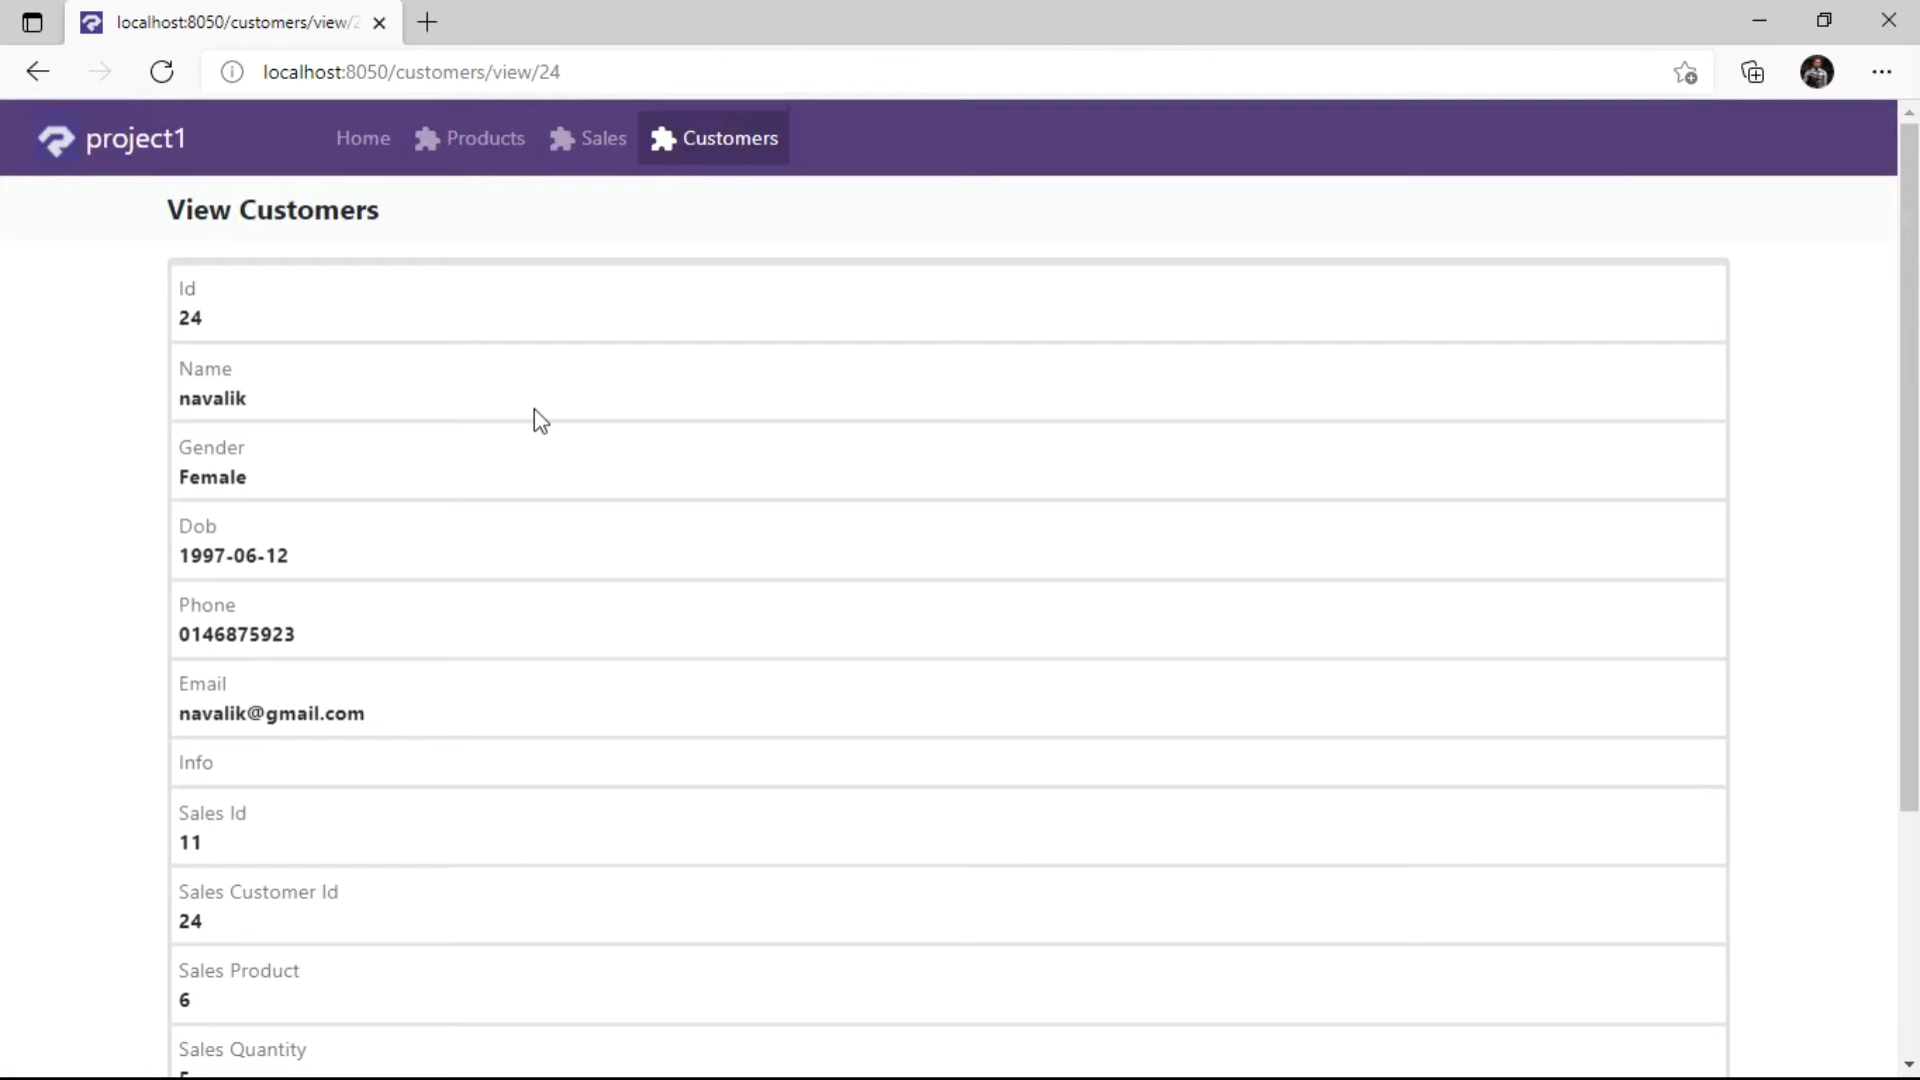 localhost:8050/customers/view/2
localhost:8050/customers/view/24
project1
Home
Products
Sales
Customers
View Customers
Id
24
Name
navalik
Gender
Female
Dob
1997-06-12
Phone
0146875923
Email
navalik@gmail.com
Info
Sales Id
11
Sales Customer Id
24
Sales Product
6
Sales Quantity